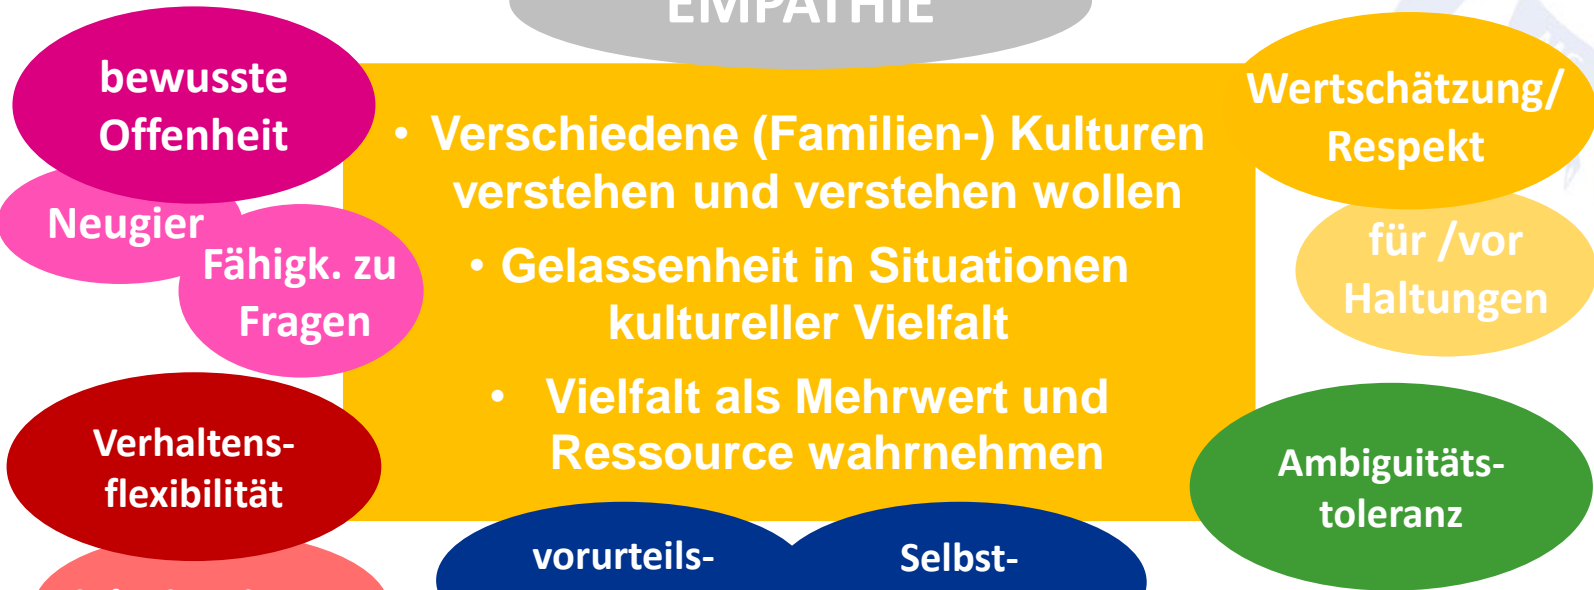 EMPATHIE
bewusste
Offenheit
Neugier
Fähigk. zu
Fragen
• Verschiedene (Familien-) Kulturen
verstehen und verstehen wollen
• Gelassenheit in Situationen
kultureller Vielfalt
• Vielfalt als Mehrwert und
Ressource wahrnehmen
Wertschätzung/
Respekt
für /vor
Haltungen
Verhaltens-
flexibilität
Ambiguitäts-
toleranz
vorurteils-
Selbst-